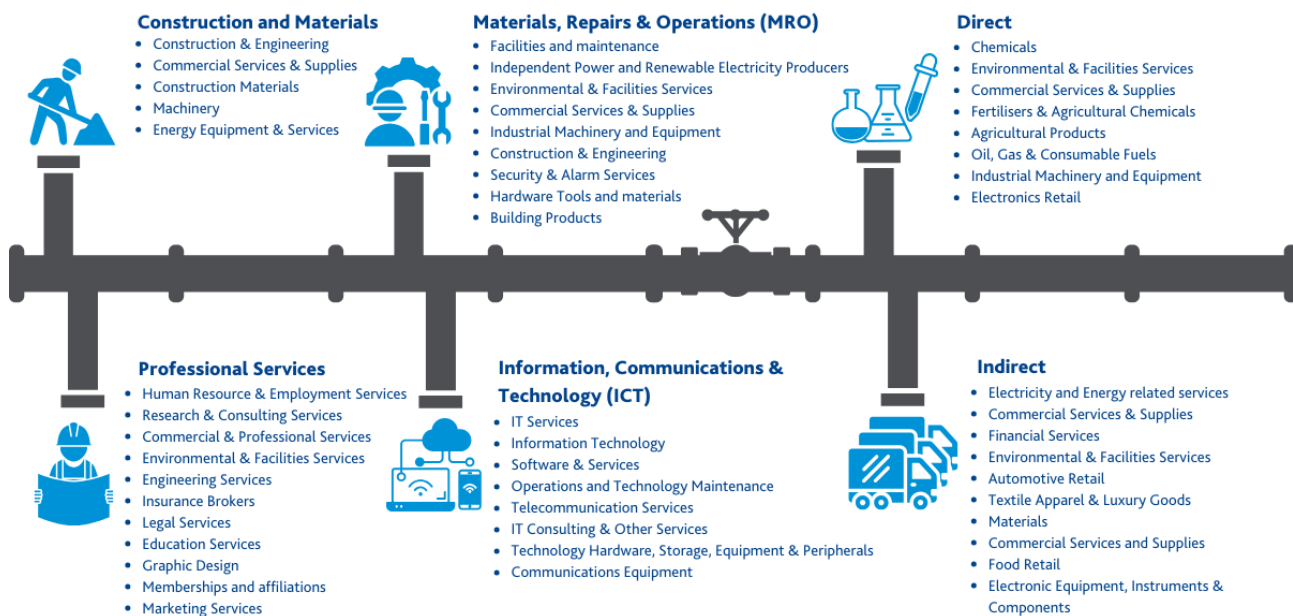 Construction and Materials
• Construction & Engineering
• Commercial Services & Supplies
• Construction Materials
• Machinery
• Energy Equipment & Services
Materials, Repairs & Operations (MRO)
• Facilities and maintenance
• Independent Power and Renewable Electricity Producers
• Environmental & Facilities Services
• Commercial Services & Supplies
• Industrial Machinery and Equipment
• Construction & Engineering
• Security & Alarm Services
• Hardware Tools and materials
• Building Products
Direct
• Chemicals
• Environmental & Facilities Services
• Commercial Services & Supplies
• Fertilisers & Agricultural Chemicals
• Agricultural Products
• Oil, Gas & Consumable Fuels
• Industrial Machinery and Equipment
• Electronics Retail
Professional Services
• Human Resource & Employment Services
• Research & Consulting Services
• Commercial & Professional Services
• Environmental & Facilities Services
• Engineering Services
• Insurance Brokers
• Legal Services
• Education Services
• Graphic Design
• Memberships and affiliations
• Marketing Services
Information, Communications &
Technology (ICT)
• IT Services
• Information Technology
• Software & Services
• Operations and Technology Maintenance
• Telecommunication Services
• IT Consulting & Other Services
• Technology Hardware, Storage, Equipment & Peripherals
• Communications Equipment
Indirect
• Electricity and Energy related services
• Commercial Services & Supplies
• Financial Services
• Environmental & Facilities Services
• Automotive Retail
• Textile Apparel & Luxury Goods
• Materials
• Commercial Services and Supplies
• Food Retail
• Electronic Equipment, Instruments &
Components